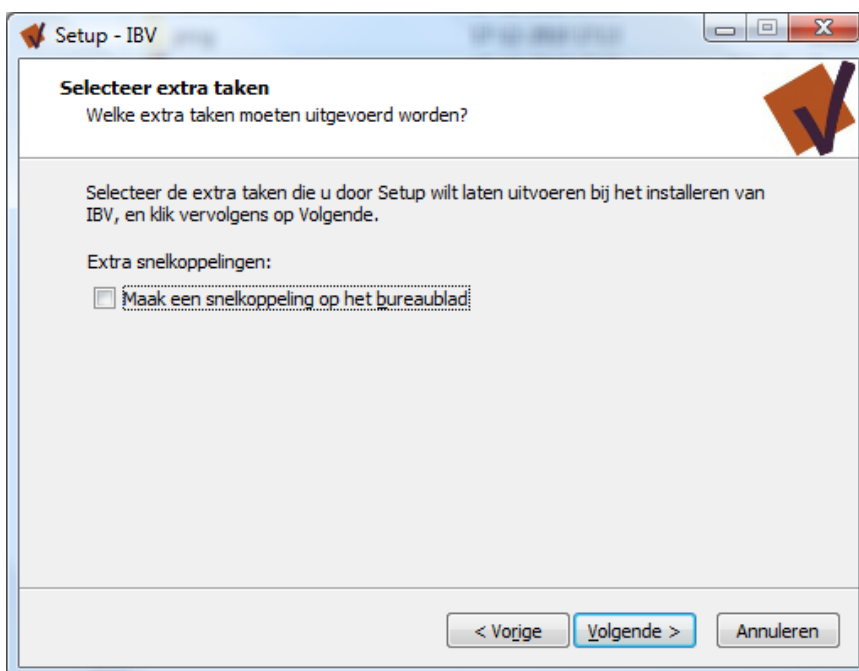 Setup - IBV
Selecteer extra taken
Welke extra taken moeten uitgevoerd worden?
Selecteer de extra taken die u door Setup wilt laten uitvoeren bij het installeren van
IBV, en klik vervolgens op Volgende.
Extra snelkoppelingen:
Maak een snelkoppeling op het bureaublad
< Vorige Volgende > Annuleren